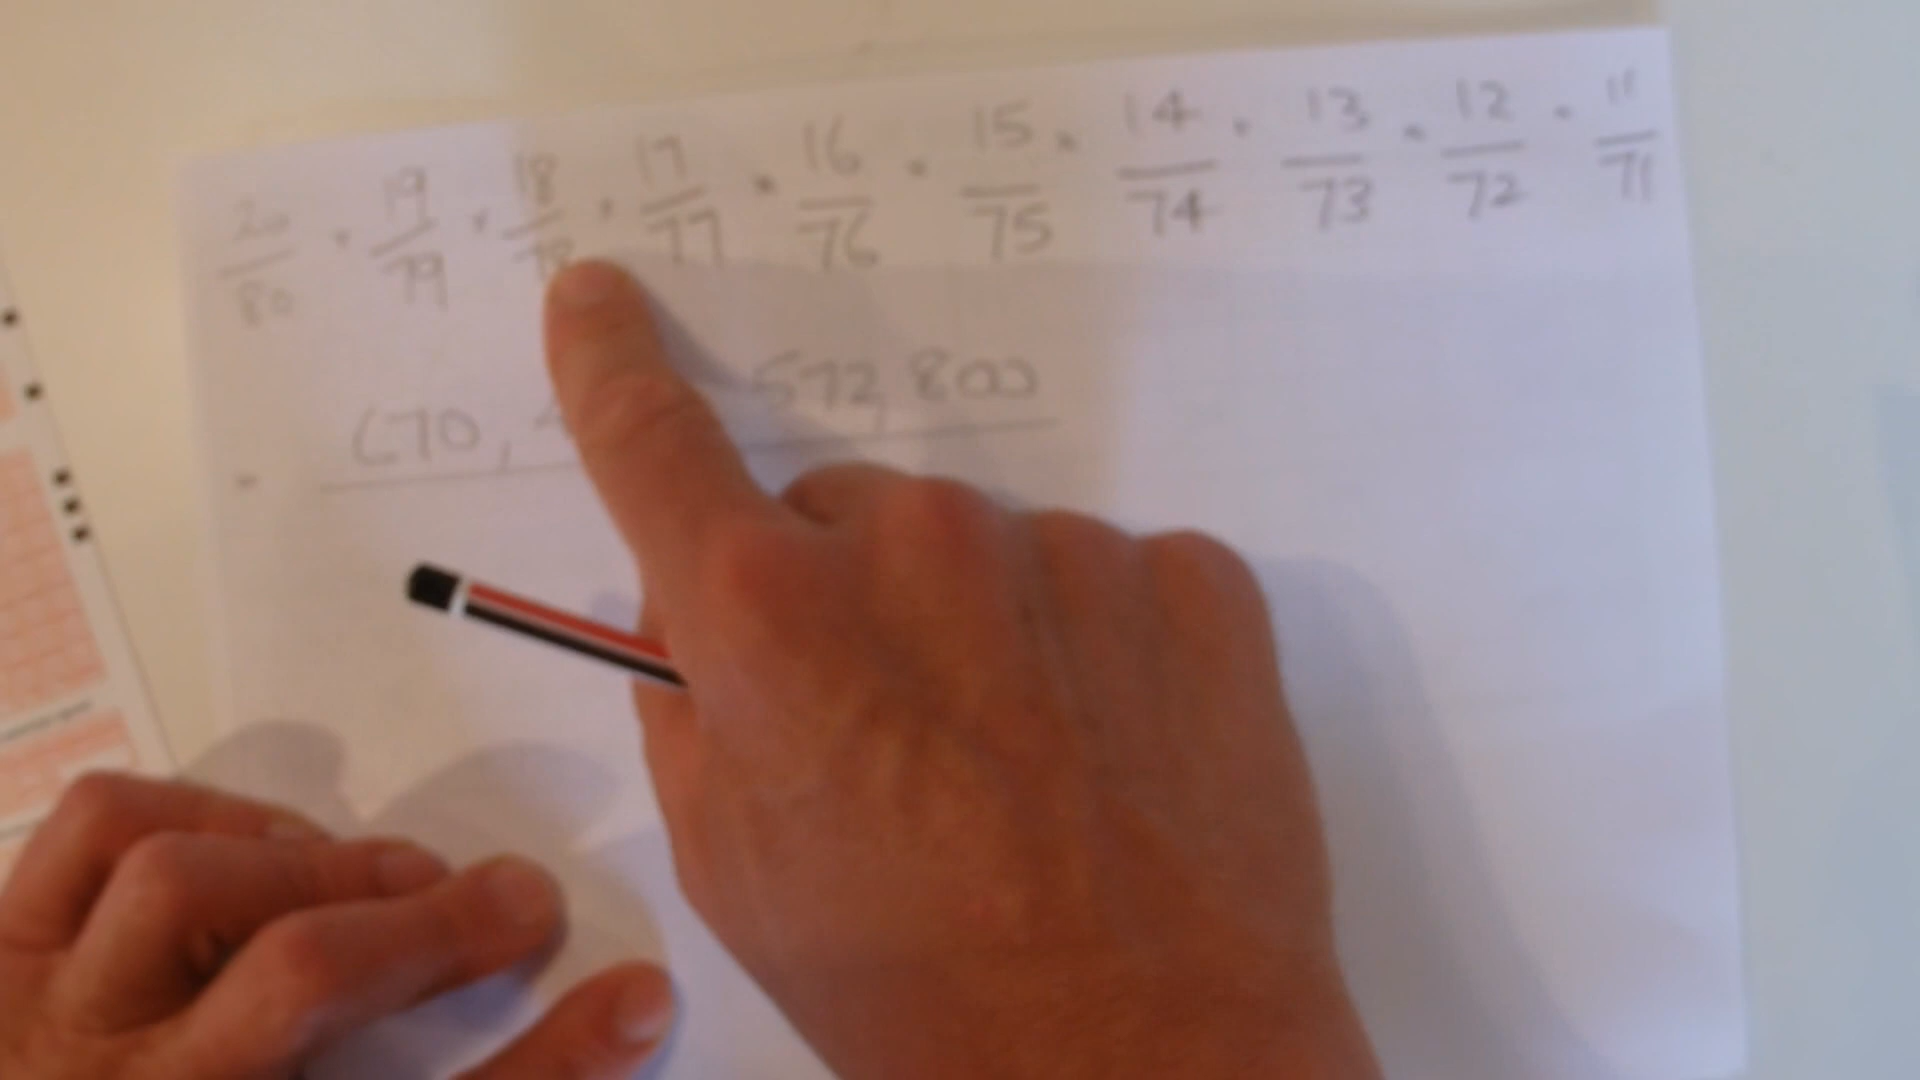 20/80 · 19/79 · 18/78 · 17/77 · 16/76 · 15/75 · 14/74 · 13/73 · 12/72 · 11/71
= 670, 572,800